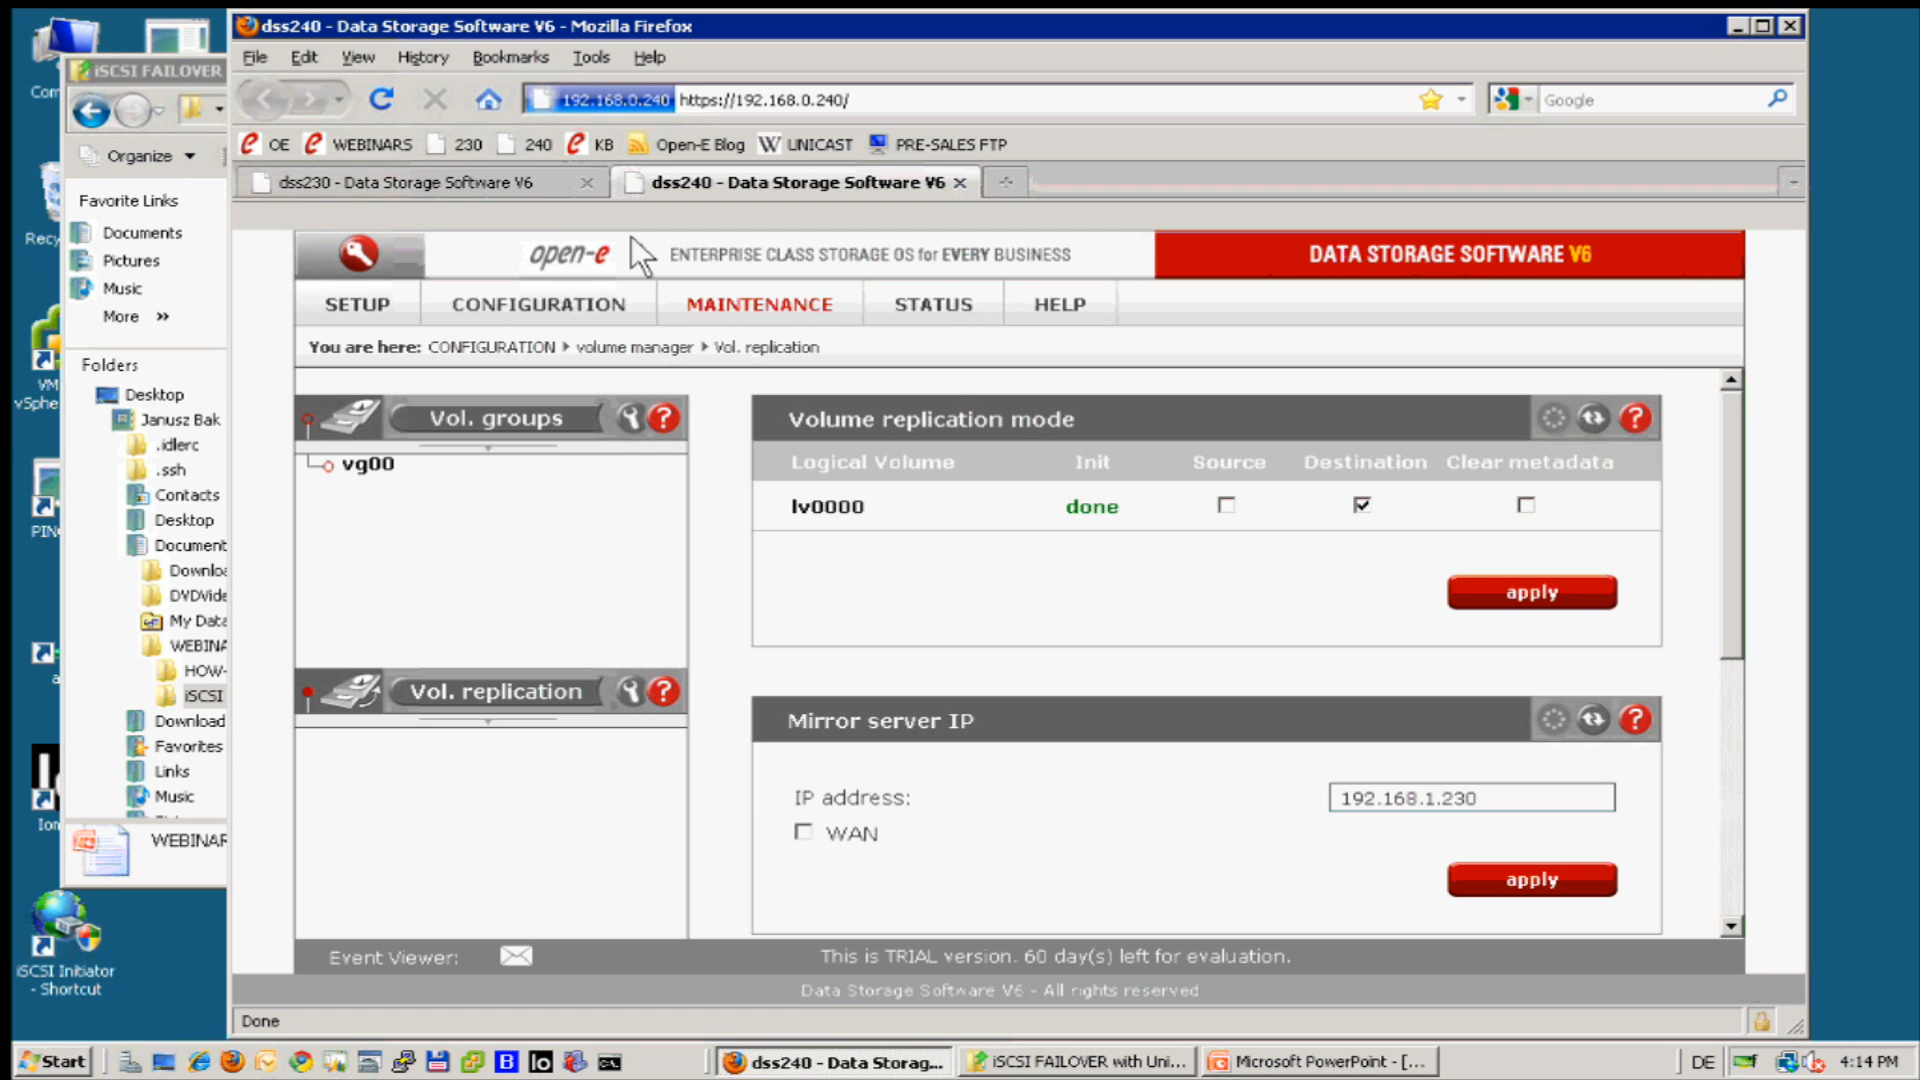 dss240 - Data Storage Software V6 - Mozilla Firefox
File Edit View History Bookmarks Tools Help
192.168.0.240 https://192.168.0.240/
Google
OE WEBINARS 230 240 KB Open-E Blog UNICAST PRE-SALES FTP
dss230 - Data Storage Software V6
dss240 - Data Storage Software V6
iSCSI FAILOVER
Organize
Favorite Links
Documents
Pictures
Music
More »
Folders
Desktop
Janusz Bak
.idlerc
.ssh
Contacts
Desktop
Document
Downloa
DVDVide
My Data
WEBINA
HOW-
iSCSI
Download
Favorites
Links
Music
WEBINAR
Com
Recy
VM
vSphe
PIN
iSCSI Initiator
- Shortcut
open-e
ENTERPRISE CLASS STORAGE OS for EVERY BUSINESS
DATA STORAGE SOFTWARE V6
SETUP CONFIGURATION MAINTENANCE STATUS HELP
You are here: CONFIGURATION volume manager Vol. replication
Vol. groups
vg00
Vol. replication
Volume replication mode
Logical Volume Init Source Destination Clear metadata
lv0000 done
apply
Mirror server IP
IP address: 192.168.1.230
WAN
apply
Event Viewer:
This is TRIAL version. 60 day(s) left for evaluation.
Data Storage Software V6 - All rights reserved
Done
Start
dss240 - Data Storag...
iSCSI FAILOVER with Uni...
Microsoft PowerPoint - [...
DE
4:14 PM